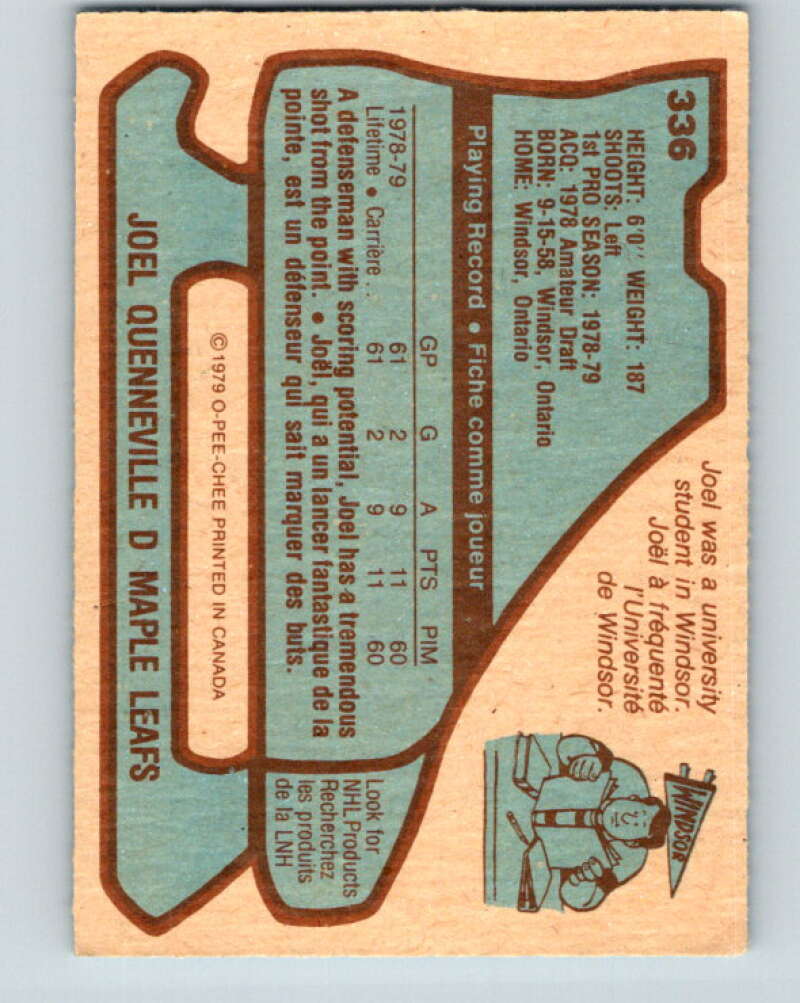 336
HEIGHT: 6'0" WEIGHT: 187
SHOOTS: Left
1st PRO SEASON: 1978-79
ACQ: 1978 Amateur Draft
BORN: 9-15-58, Windsor, Ontario
HOME: Windsor, Ontario
Joel was a university
student in Windsor.
Joël à fréquenté
l'Université
de Windsor.
WINDSOR
Playing Record • Fiche comme joueur
GP G A PTS PIM
1978-79 61 2 9 11 60
Lifetime • Carrière .. 61 2 9 11 60
A defenseman with scoring potential, Joel has a tremendous
shot from the point. • Joël, qui a un lancer fantastique de la
pointe, est un défenseur qui sait marquer des buts.
Look for
NHL Products
Recherchez
les produits
de la LNH
©1979 O-PEE-CHEE PRINTED IN CANADA
JOEL QUENNEVILLE D MAPLE LEAFS